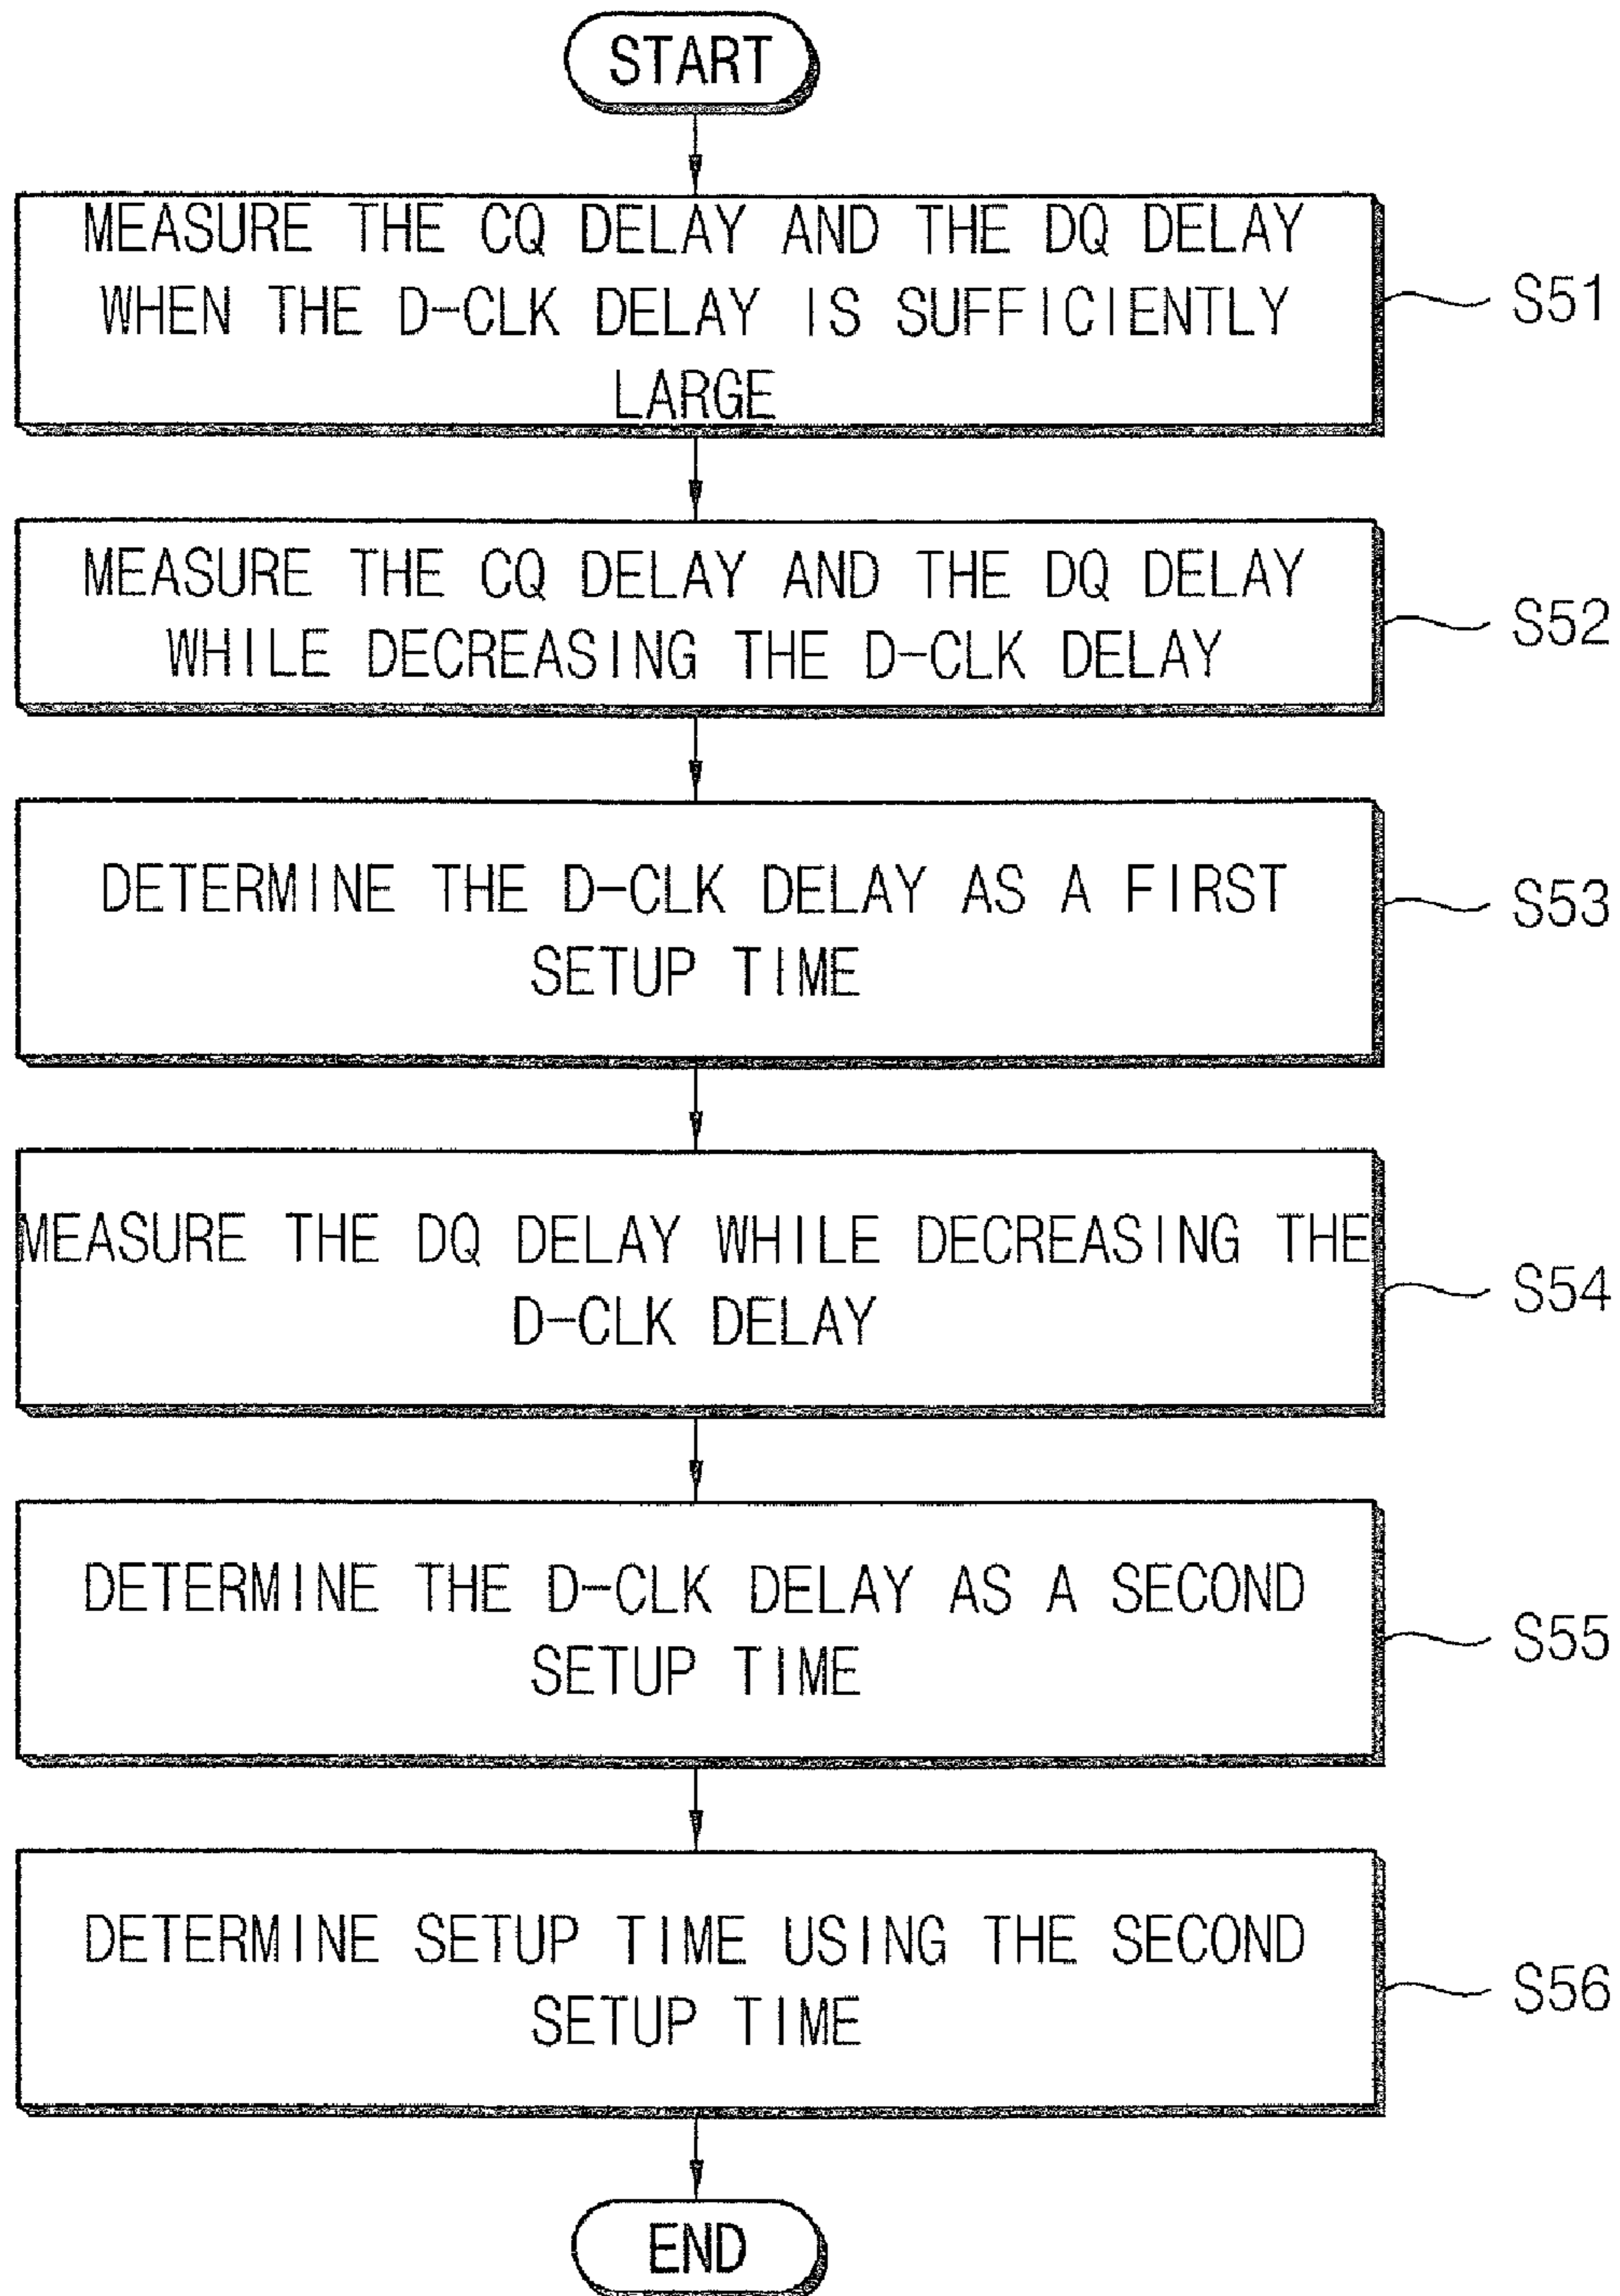 START
MEASURE THE CQ DELAY AND THE DQ DELAY
WHEN THE D-CLK DELAY IS SUFFICIENTLY
LARGE
S51
MEASURE THE CQ DELAY AND THE DQ DELAY
WHILE DECREASING THE D-CLK DELAY
S52
DETERMINE THE D-CLK DELAY AS A FIRST
SETUP TIME
S53
MEASURE THE DQ DELAY WHILE DECREASING THE
D-CLK DELAY
S54
DETERMINE THE D-CLK DELAY AS A SECOND
SETUP TIME
S55
DETERMINE SETUP TIME USING THE SECOND
SETUP TIME
S56
END